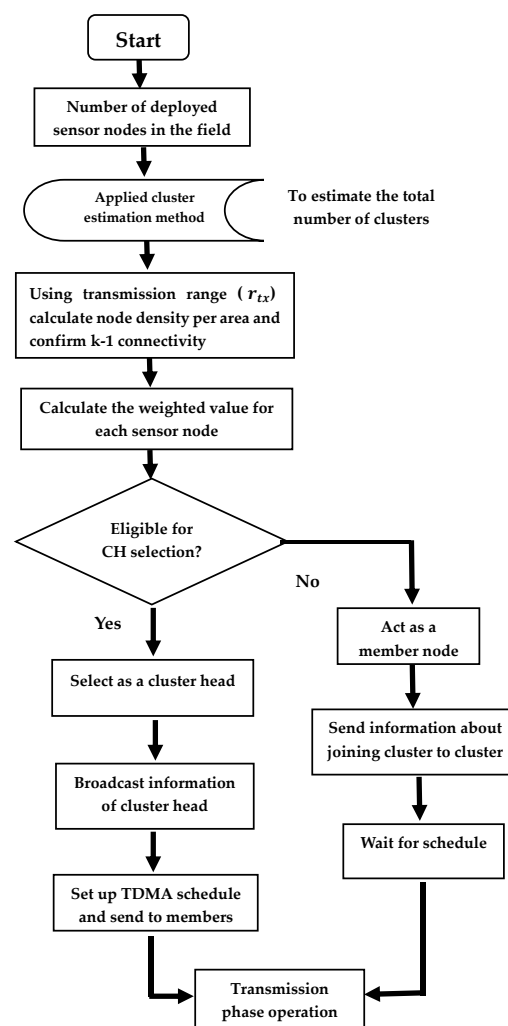 Start
Number of deployed
sensor nodes in the field
Applied cluster
estimation method
To estimate the total
number of clusters
Using transmission range ( r_{tx})
calculate node density per area and
confirm k-1 connectivity
Calculate the weighted value for
each sensor node
Eligible for
CH selection?
No
Yes
Act as a
member node
Select as a cluster head
Send information about
joining cluster to cluster
Broadcast information
of cluster head
Wait for schedule
Set up TDMA schedule
and send to members
Transmission
phase operation